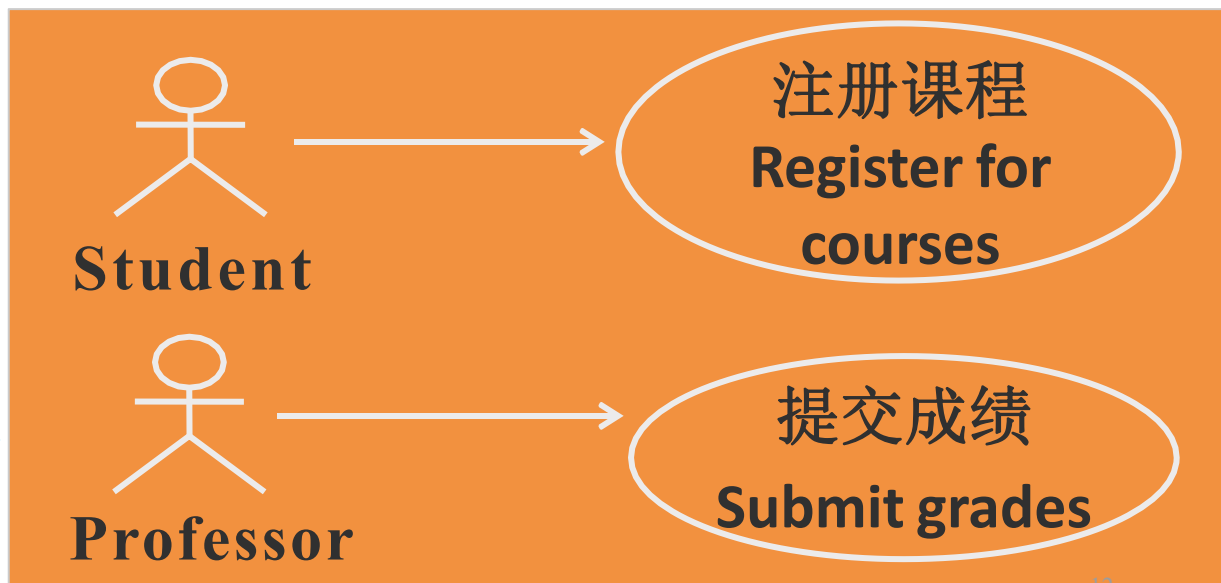 注册课程
Register for
courses
Student
提交成绩
Submit grades
Professor